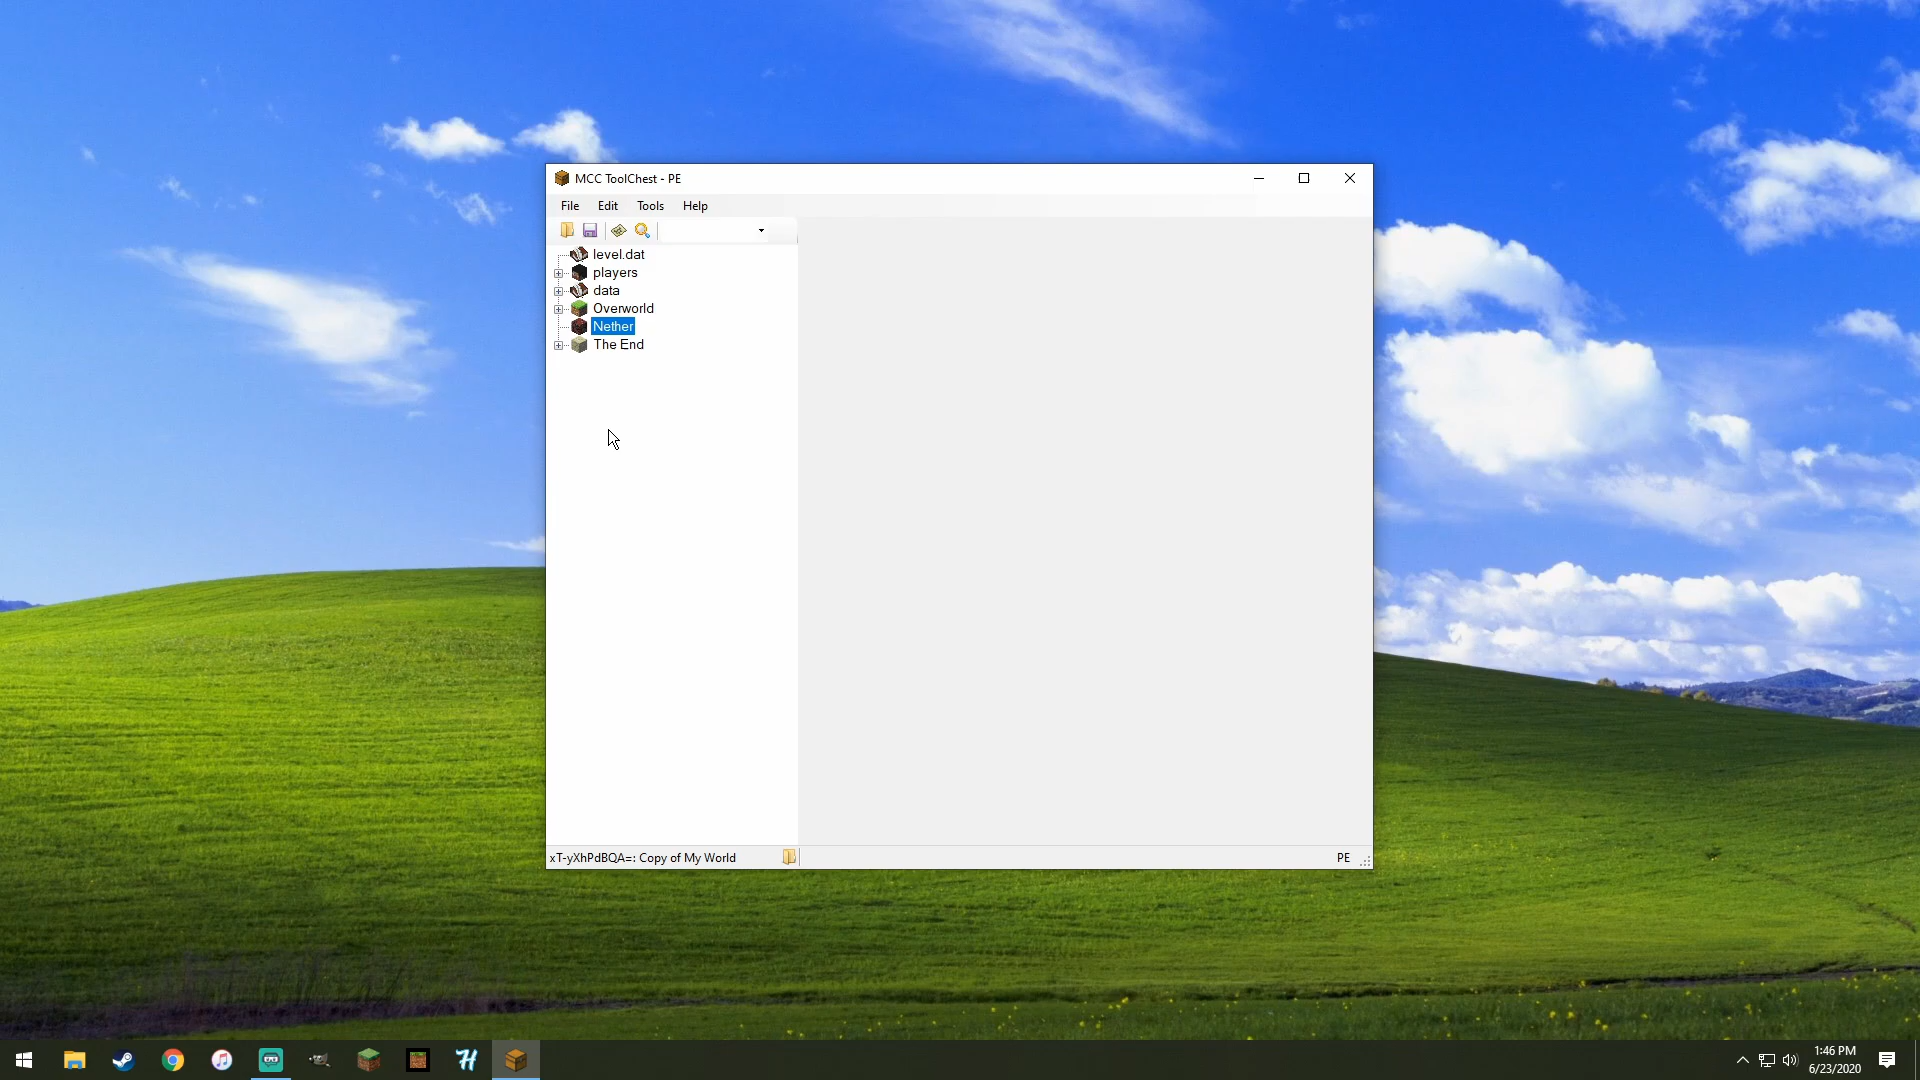 MCC ToolChest - PE
File Edit Tools Help
level.dat
players
data
Overworld
Nether
The End
xT-yXhPdBQA=: Copy of My World
PE
1:46 PM
6/23/2020